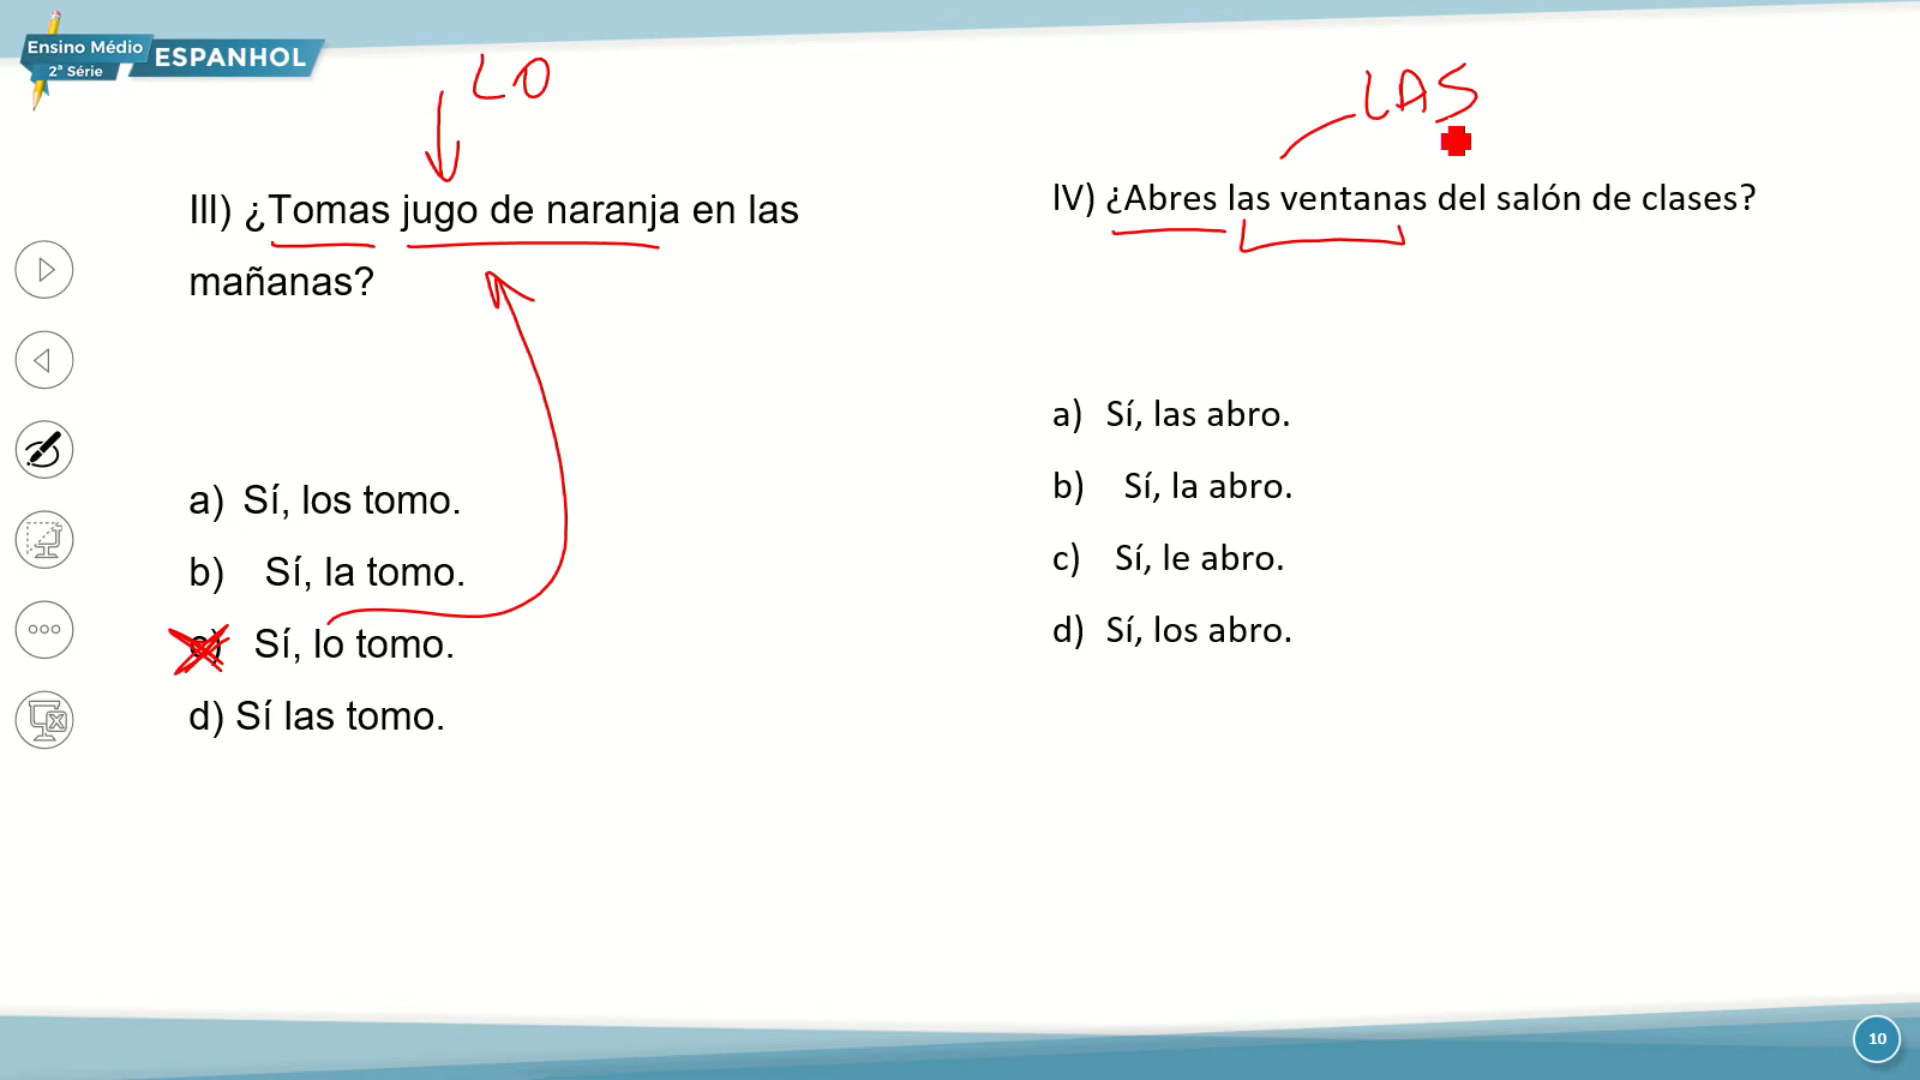 Ensino Médio
2ª Série
ESPANHOL
LO
III) ¿Tomas jugo de naranja en las
mañanas?
a) Sí, los tomo.
b) Sí, la tomo.
c) Sí, lo tomo.
d) Sí las tomo.
LAS
IV) ¿Abres las ventanas del salón de clases?
a) Sí, las abro.
b) Sí, la abro.
c) Sí, le abro.
d) Sí, los abro.
10